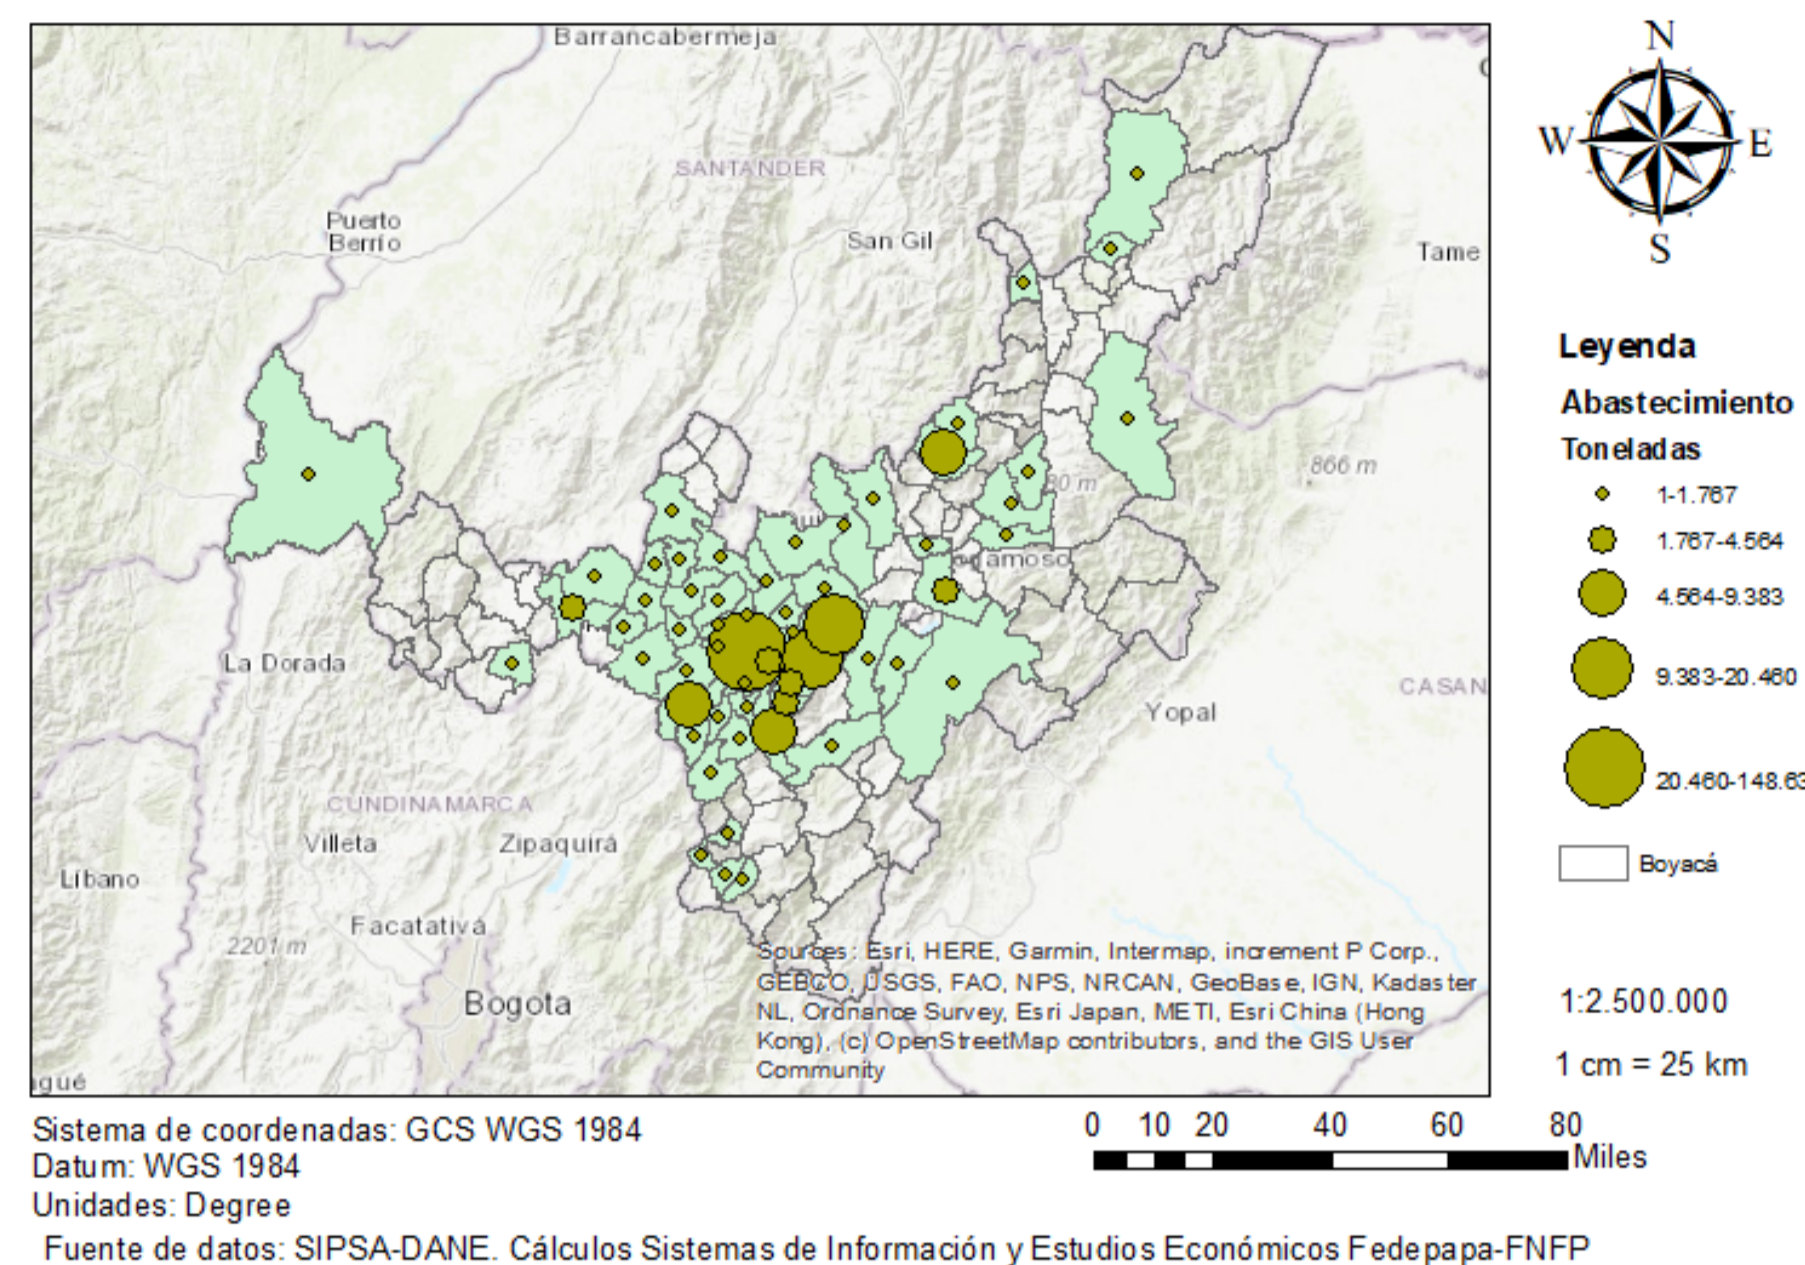 Barrancabermeja
N
SANTANDER
W
E
Puerto
Berrío
San Gil
Tame
S
Leyenda
Abastecimiento
Toneladas
866 m
1-1.767
1.767-4.564
4.564-9.383
9.383-20.460
20.460-148.63
La Dorada
CASAN
Yopal
CUNDINAMARCA
Villeta
Zipaquirá
Líbano
Boyacá
Facatativá
2201 m
Bogota
Sources: Esri, HERE, Garmin, Intermap, increment P Corp.,
GEBCO, USGS, FAO, NPS, NRCAN, GeoBase, IGN, Kadaster
NL, Ordnance Survey, Esri Japan, METI, Esri China (Hong
Kong), (c) OpenStreetMap contributors, and the GIS User
Community
1:2.500.000
1 cm = 25 km
Sistema de coordenadas: GCS WGS 1984
Datum: WGS 1984
Unidades: Degree
0 10 20 40 60 80
Miles
Fuente de datos: SIPSA-DANE. Cálculos Sistemas de Información y Estudios Económicos Fedepapa-FNFP